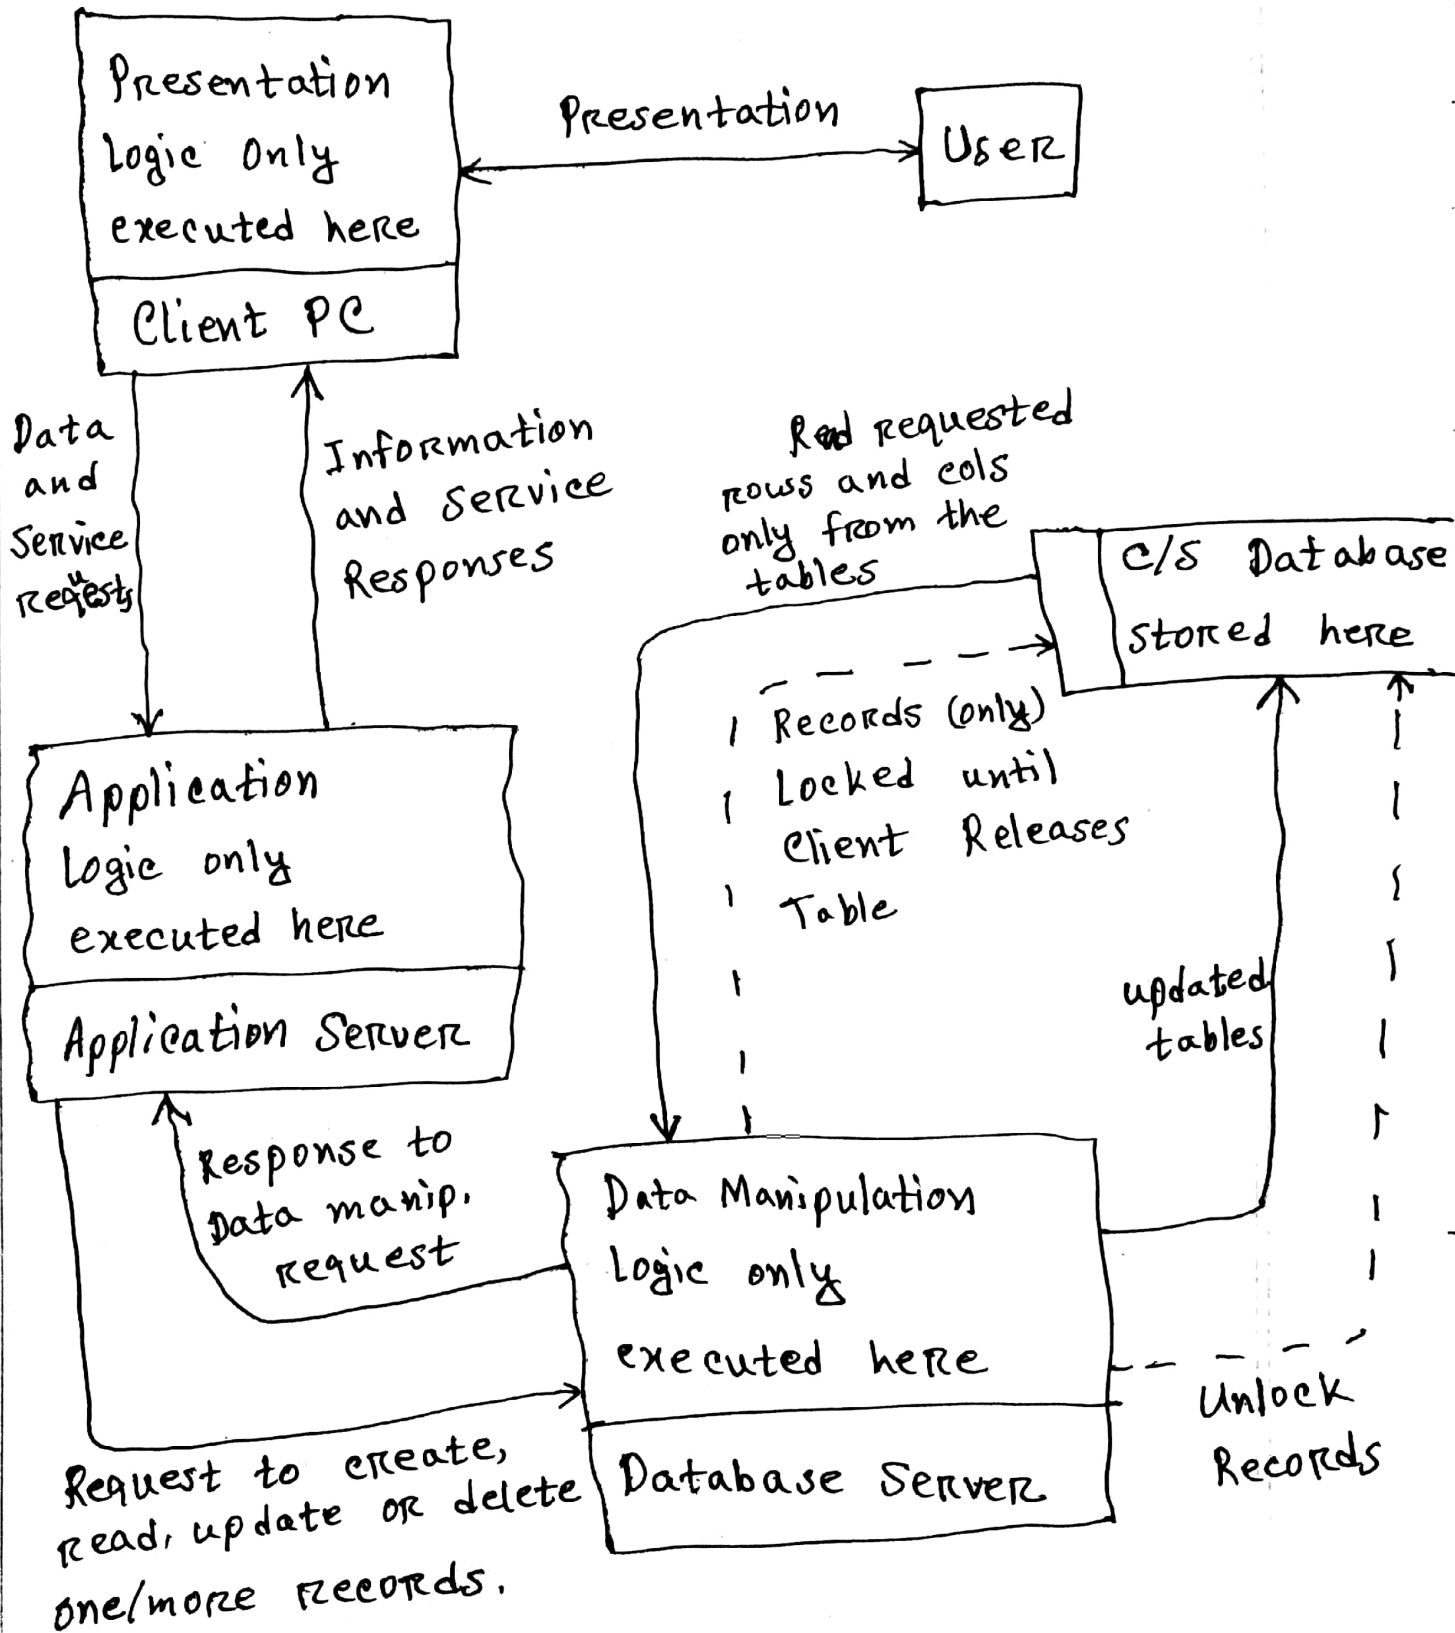 Presentation
Logic Only
executed here
Client PC
Presentation
User
Data
and
Service
requests
Information
and Service
Responses
Read requested
rows and cols
only from the
tables
C/S Database
stored here
Records (only)
Locked until
Client Releases
Table
Application
Logic only
executed here
Application Server
updated
tables
Response to
Data manip.
request
Data Manipulation
Logic only
executed here
Database Server
Unlock
Records
Request to create,
read, update or delete
one/more records.